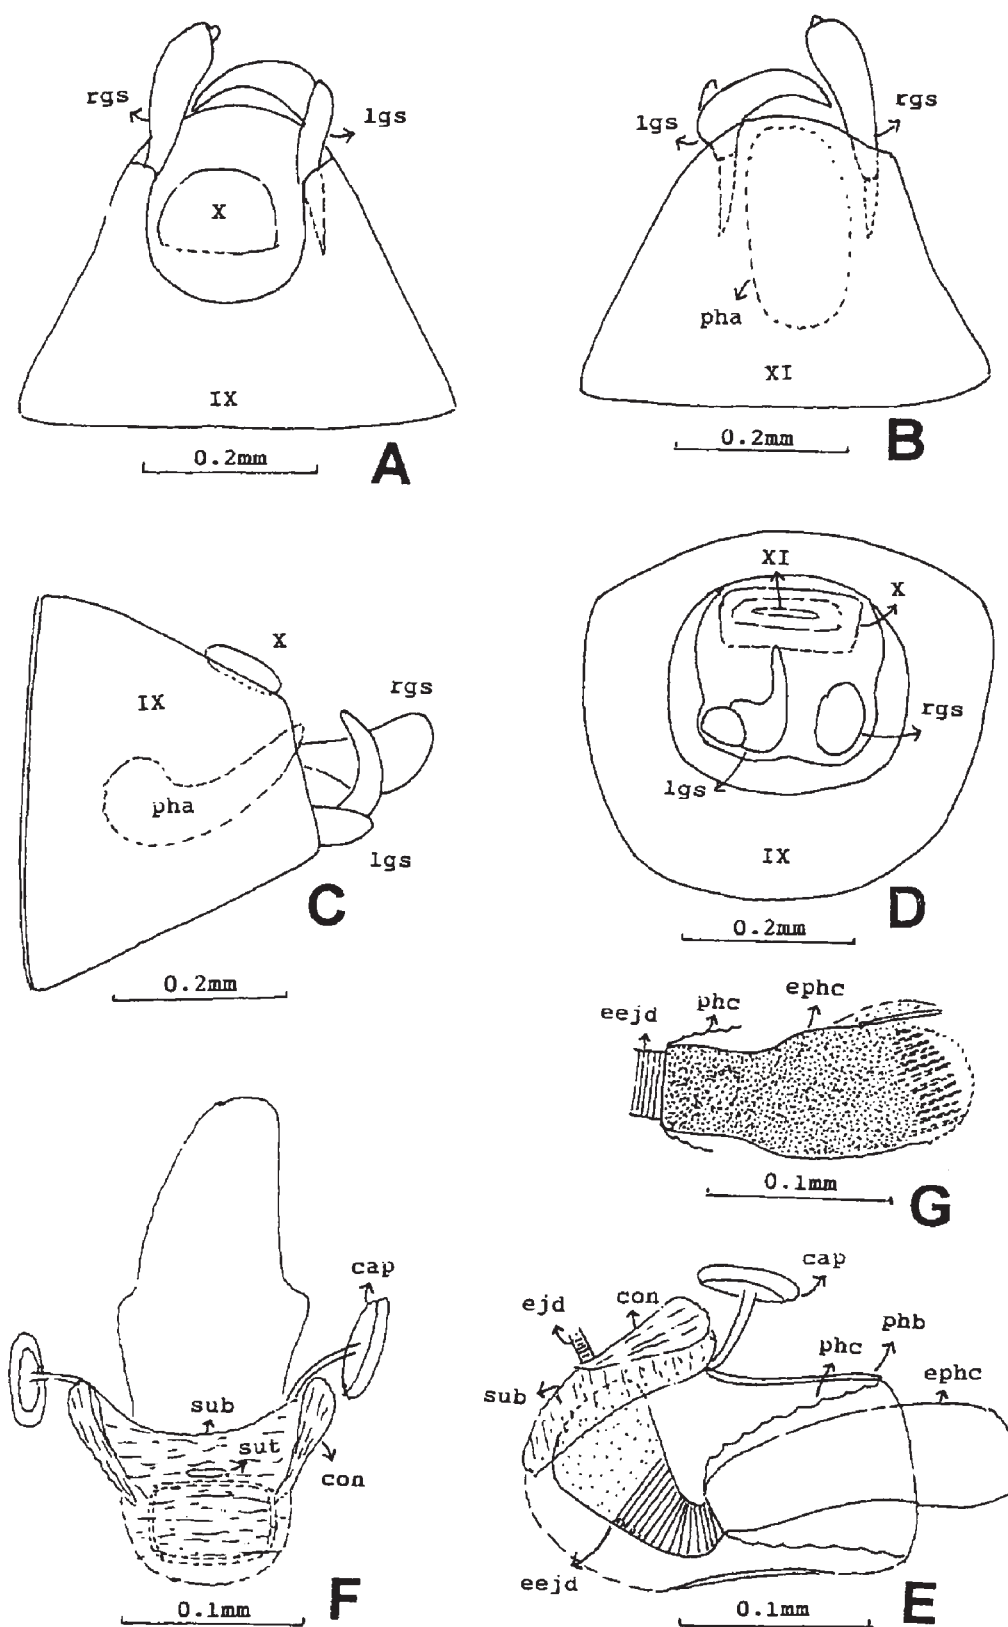 rgs
lgs
X
IX
0.2mm
A
lgs
rgs
pha
XI
0.2mm
B
X
IX
rgs
pha
lgs
C
0.2mm
XI
X
rgs
lgs
IX
D
0.2mm
eejd
phc
ephc
0.1mm
G
cap
sub
sut
con
F
0.1mm
cap
ejd
con
phb
phc
ephc
sub
eejd
E
0.1mm